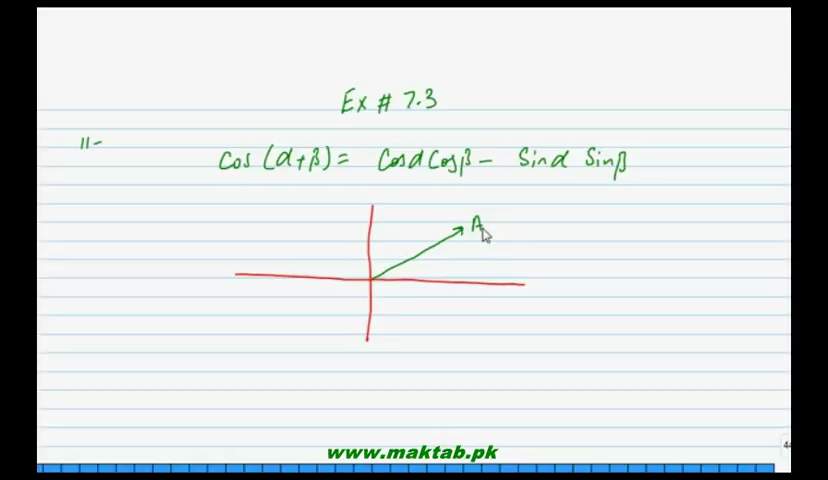 Ex # 7.3
11-
Cos (α+β) = Cosα Cosβ - Sinα Sinβ
A
www.maktab.pk